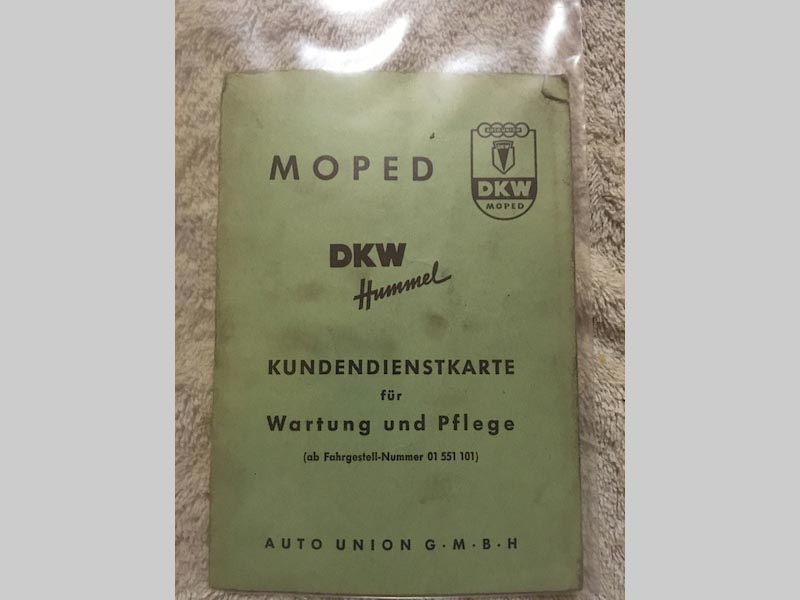 MOPED
DKW
MOPED
DKW
Hummel
KUNDENDIENSTKARTE
für
Wartung und Pflege
(ab Fahrgestell-Nummer 01 551 101)
AUTO UNION G·M·B·H